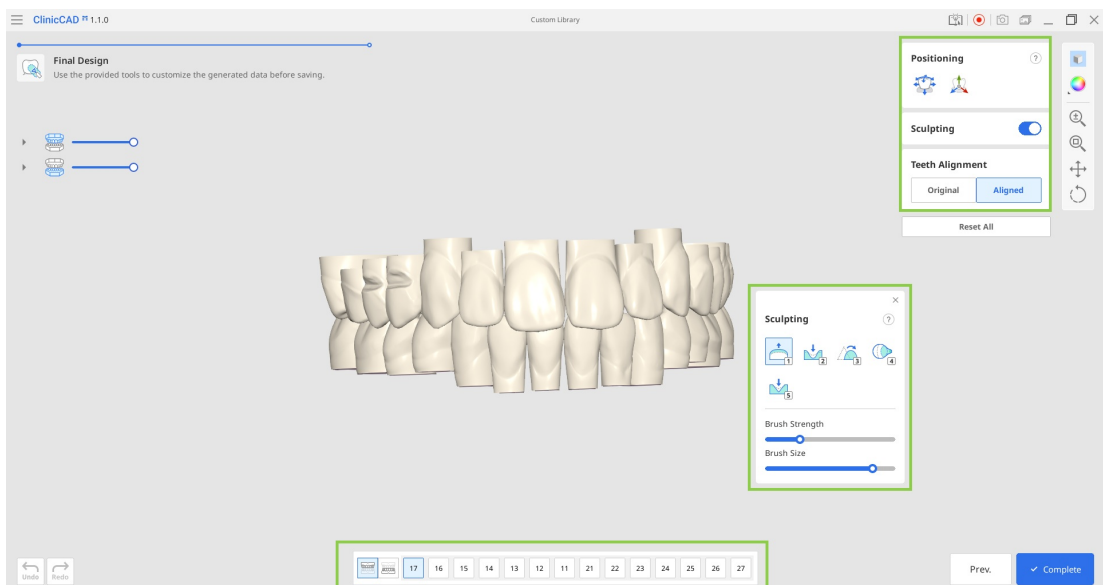 ClinicCAD 1.1.0
Custom Library
Final Design
Use the provided tools to customize the generated data before saving.
Positioning
?
Sculpting
Teeth Alignment
Original Aligned
Reset All
Sculpting
?
1 2 3 4
5
Brush Strength
Brush Size
17 16 15 14 13 12 11 21 22 23 24 25 26 27
Undo Redo
Prev. Complete